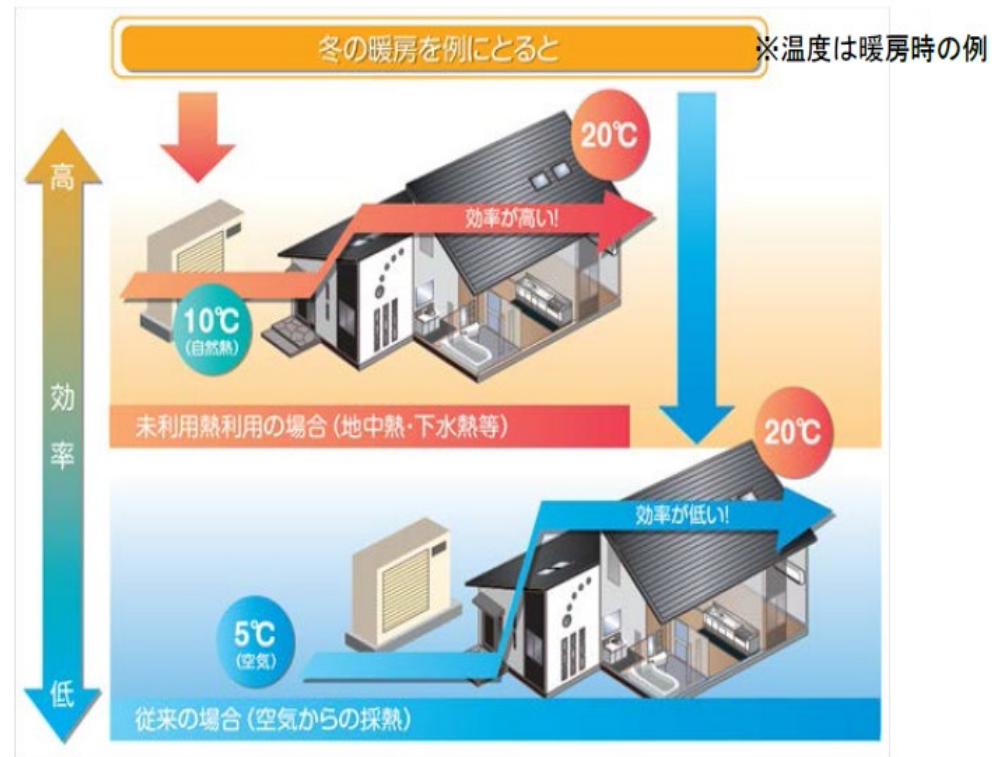 冬の暖房を例にとると
※温度は暖房時の例
高
効
率
低
20℃
効率が高い!
10℃
(自然熱)
未利用熱利用の場合(地中熱・下水熱等)
20℃
効率が低い!
5℃
(空気)
従来の場合(空気からの採熱)